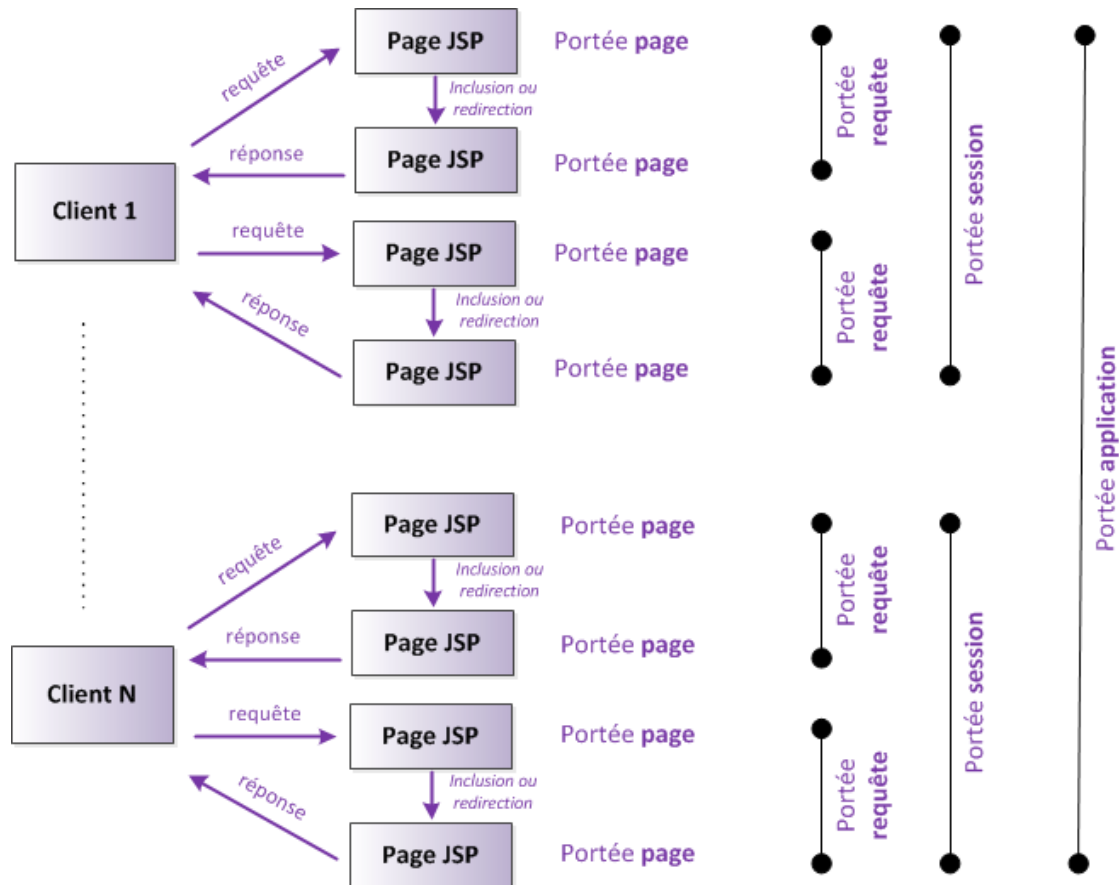 Page JSP
Portée page
requête
Inclusion ou
redirection
Page JSP
Portée page
réponse
Portée
requête
Client 1
Page JSP
Portée page
requête
Inclusion ou
redirection
Page JSP
Portée page
réponse
Portée
requête
Portée session
Page JSP
Portée page
requête
Inclusion ou
redirection
Page JSP
Portée page
réponse
Portée
requête
Client N
Page JSP
Portée page
requête
Inclusion ou
redirection
Page JSP
Portée page
réponse
Portée
requête
Portée session
Portée application